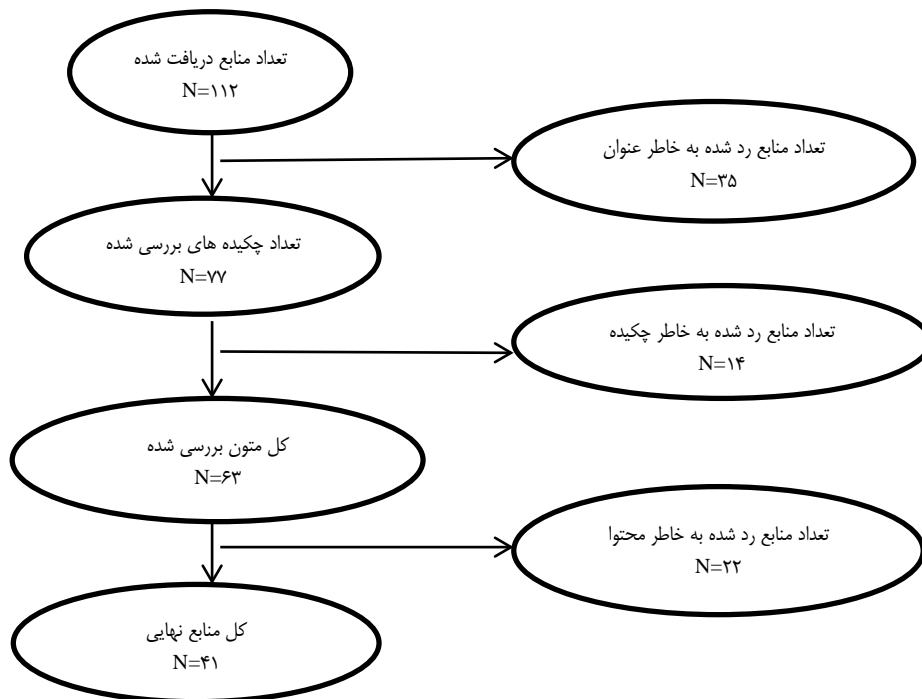 تعداد منابع دریافت شده
N=۱۱۲
تعداد منابع رد شده به خاطر عنوان
N=۳۵
تعداد چکیده های بررسی شده
N=۷۷
تعداد منابع رد شده به خاطر چکیده
N=۱۴
کل متون بررسی شده
N=۶۳
تعداد منابع رد شده به خاطر محتوا
N=۲۲
کل منابع نهایی
N=۴۱